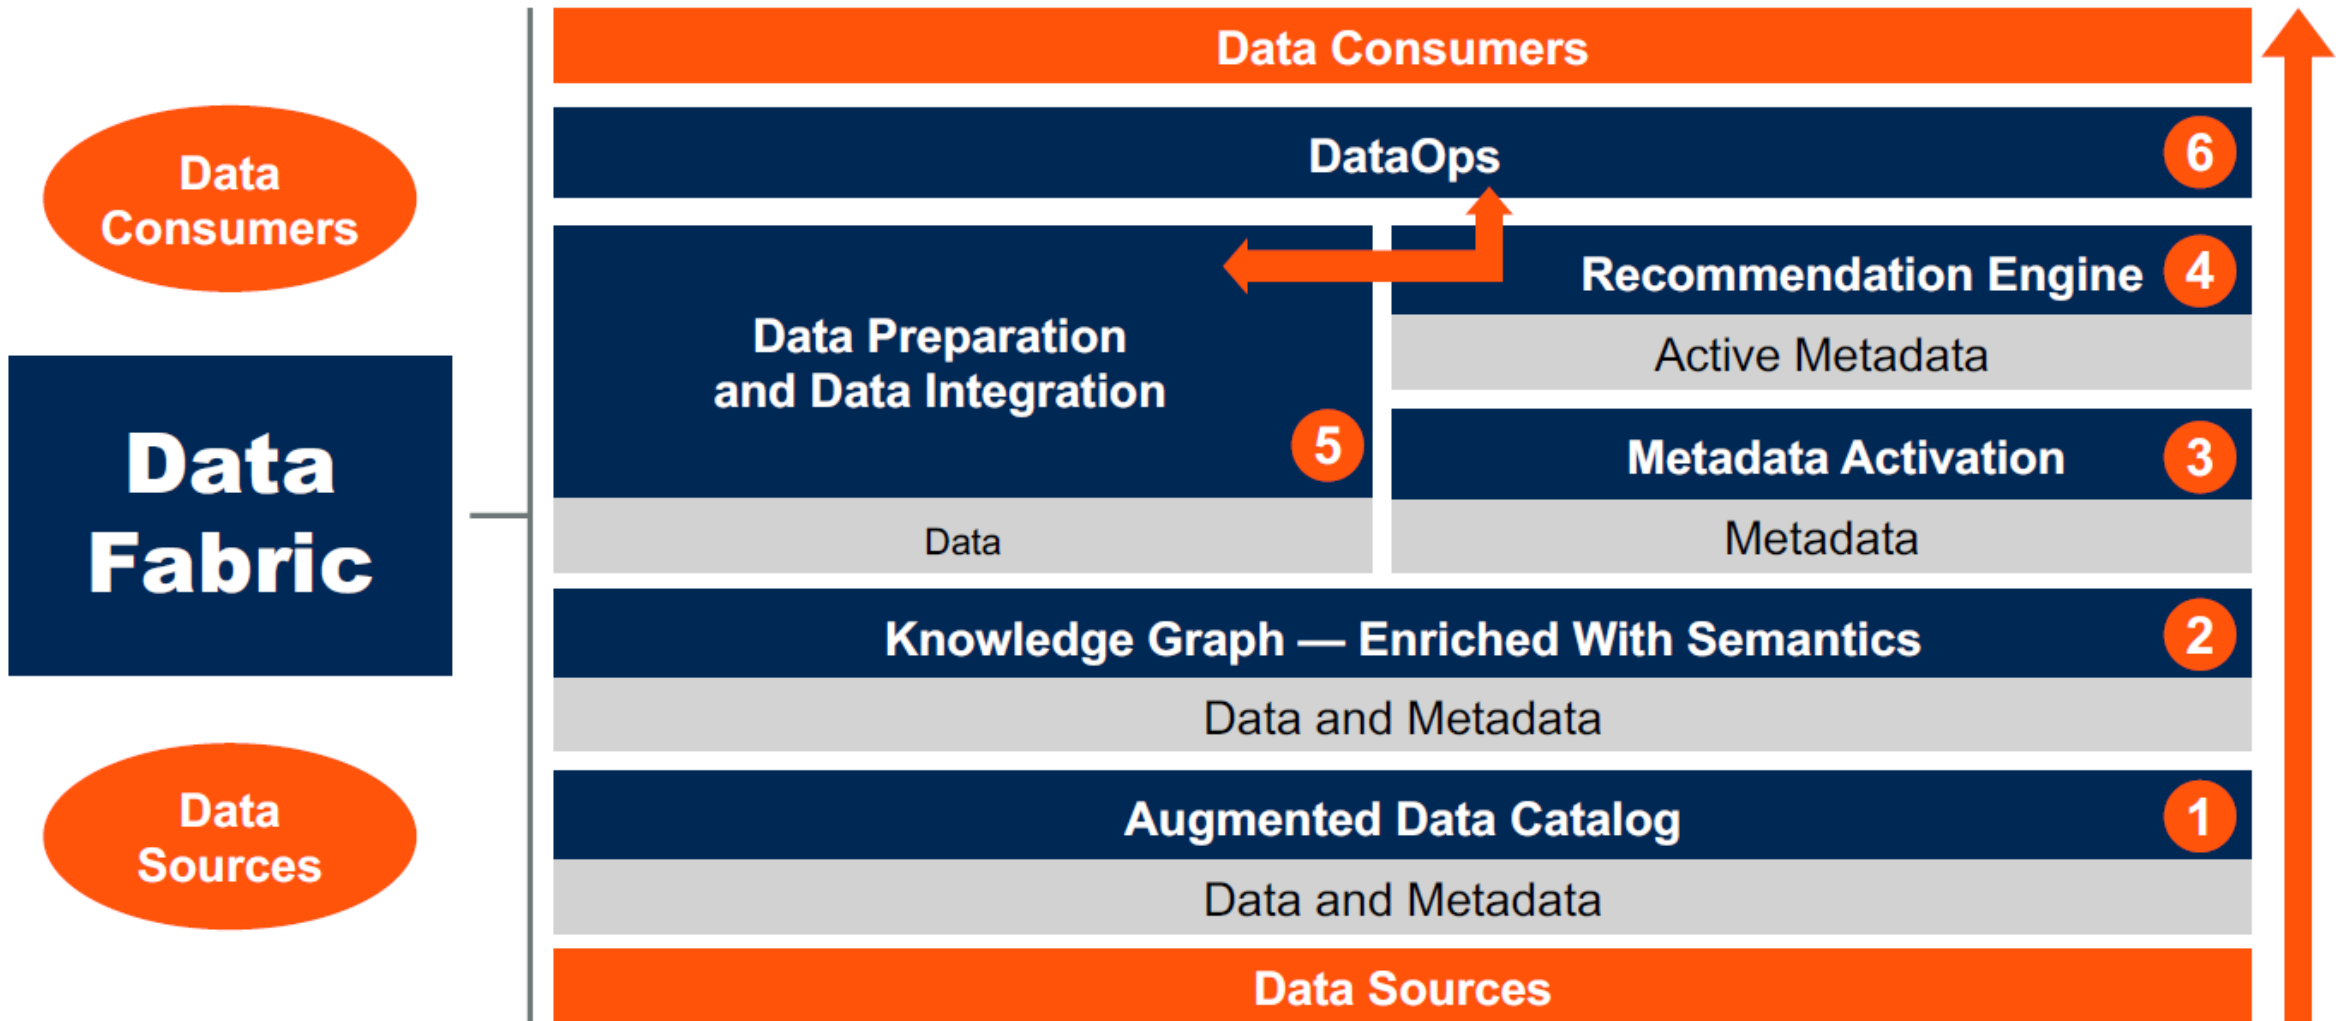 Data
Consumers
Data
Fabric
Data
Sources
Data Consumers
DataOps
6
Data Preparation
and Data Integration
5
Data
Recommendation Engine
4
Active Metadata
Metadata Activation
3
Metadata
Knowledge Graph — Enriched With Semantics
2
Data and Metadata
Augmented Data Catalog
1
Data and Metadata
Data Sources